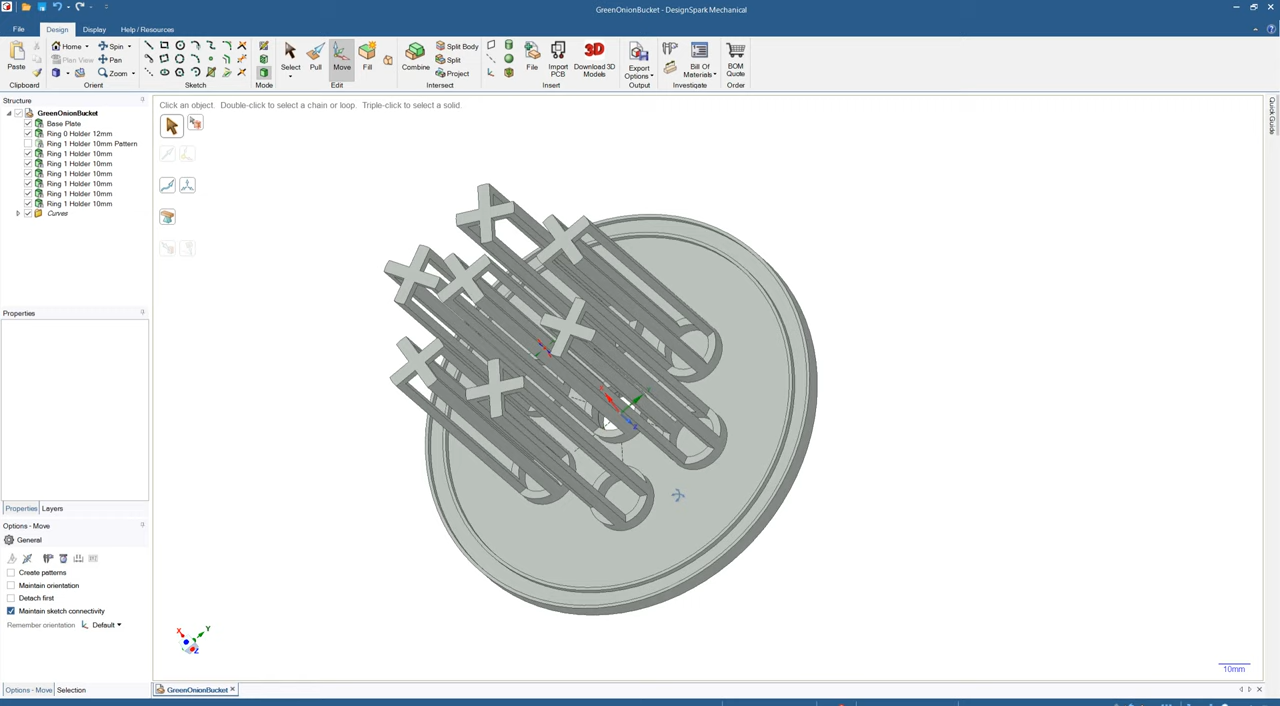 GreenOnionBucket - DesignSpark Mechanical
File Design Display Help / Resources
Paste
Home Spin
Plan View Pan
Zoom
Select
Pull
Move
Fill
Combine
Split Body
Split
Project
File
Import PCB
Download 3D Models
3D
Export Options
Bill Of Materials
BOM Quote
Clipboard Orient Sketch Mode Edit Intersect Insert Output Investigate Order
Structure
GreenOnionBucket
Base Plate
Ring 0 Holder 12mm
Ring 1 Holder 10mm Pattern
Ring 1 Holder 10mm
Ring 1 Holder 10mm
Ring 1 Holder 10mm
Ring 1 Holder 10mm
Ring 1 Holder 10mm
Ring 1 Holder 10mm
Curves
Click an object. Double-click to select a chain or loop. Triple-click to select a solid.
Quick Guide
Properties
Properties Layers
Options - Move
General
Create patterns
Maintain orientation
Detach first
Maintain sketch connectivity
Remember orientation Default
Options - Move Selection
X Y Z
10mm
GreenOnionBucket